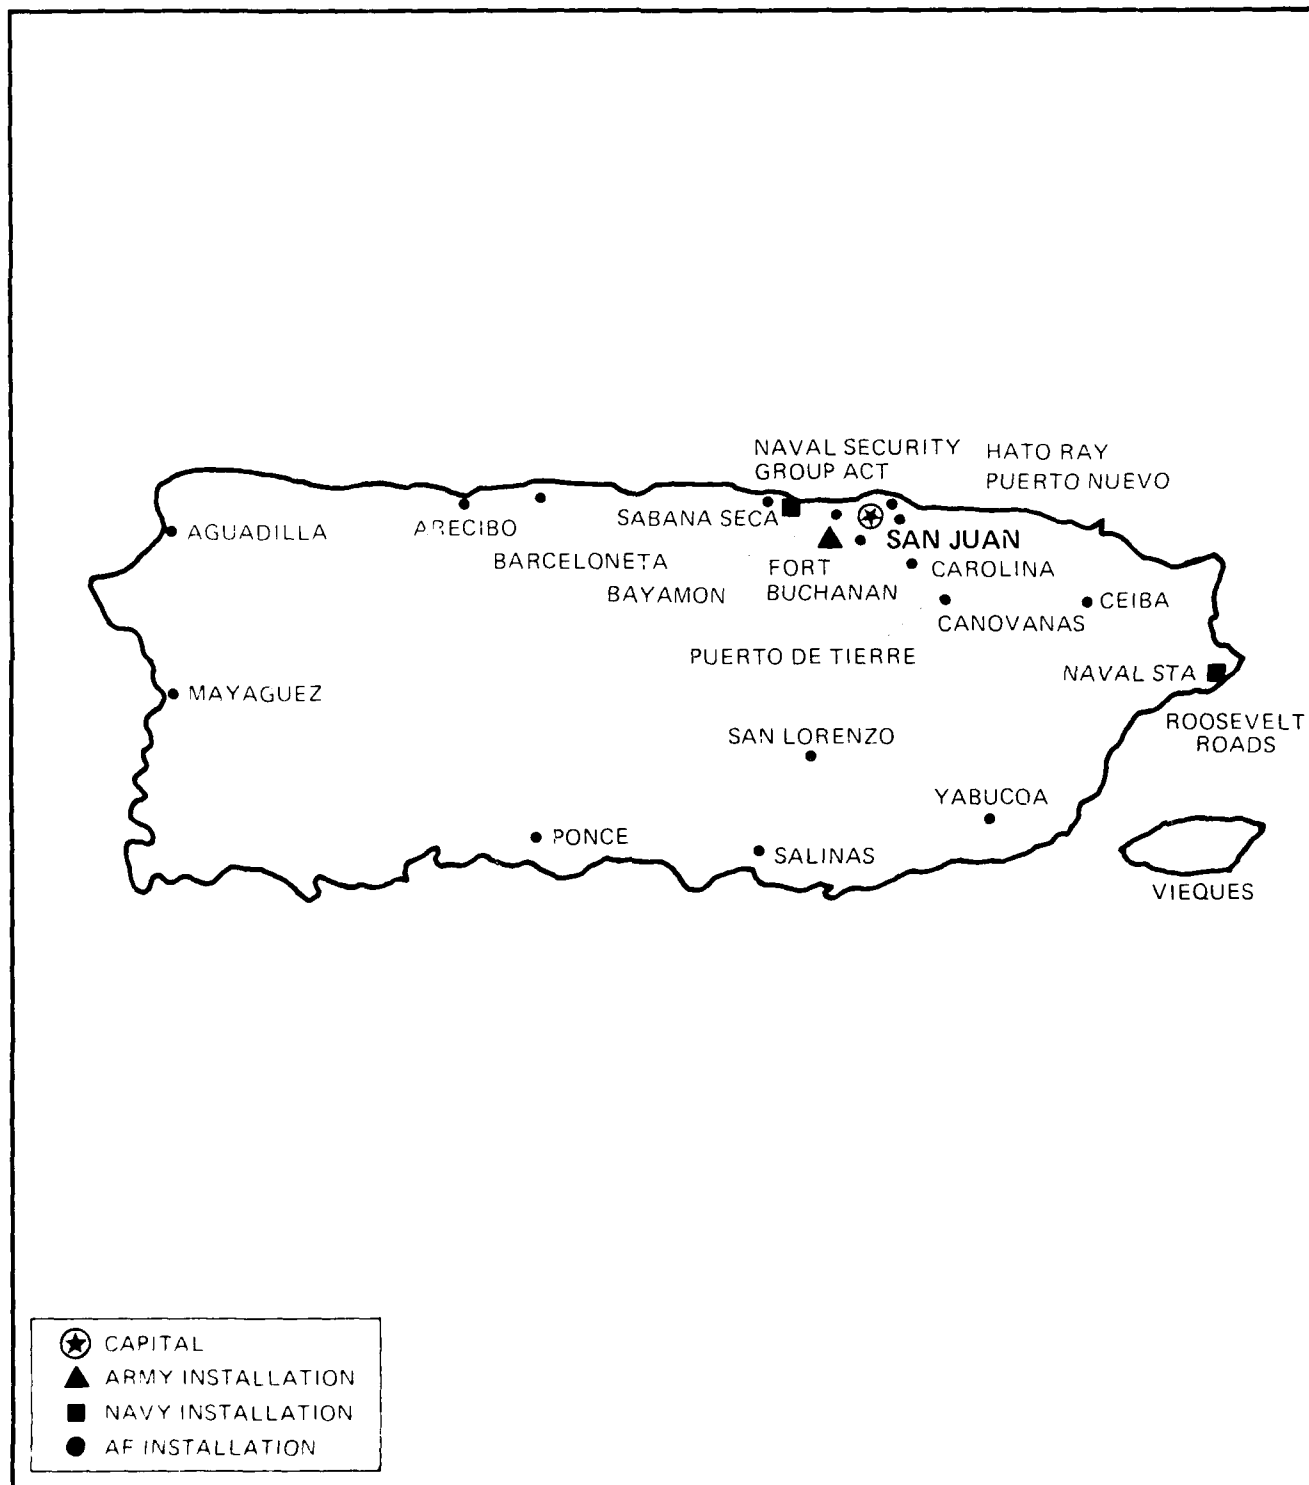 NAVAL SECURITY
GROUP ACT
HATO RAY
PUERTO NUEVO
AGUADILLA
ARECIBO
SABANA SECA
SAN JUAN
BARCELONETA
FORT
BUCHANAN
CAROLINA
BAYAMON
CEIBA
CANOVANAS
PUERTO DE TIERRE
NAVAL STA
MAYAGUEZ
ROOSEVELT
ROADS
SAN LORENZO
YABUCOA
PONCE
SALINAS
VIEQUES
CAPITAL
ARMY INSTALLATION
NAVY INSTALLATION
AF INSTALLATION